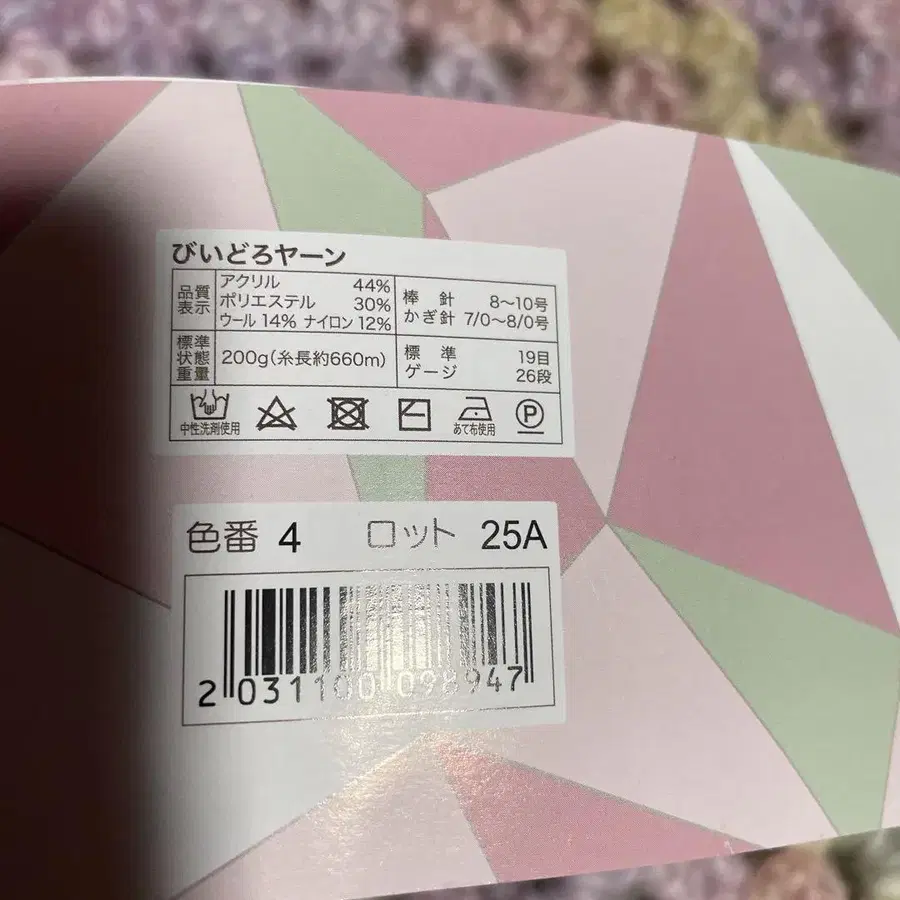 びいどろヤーン
品質表示
アクリル 44%
ポリエステル 30%
ウール 14% ナイロン 12%
棒針 8〜10号
かぎ針 7/0〜8/0号
標準状態重量
200g(糸長約660m)
標準ゲージ
19目
26段
中性洗剤使用
あて布使用
P
色番 4 ロット 25A
2 031100 098947